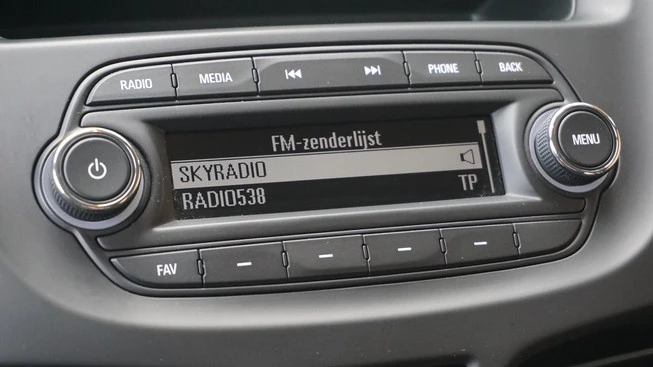 RADIO MEDIA PHONE BACK
FM-zenderlijst
SKYRADIO
RADIO538 TP
MENU
FAV